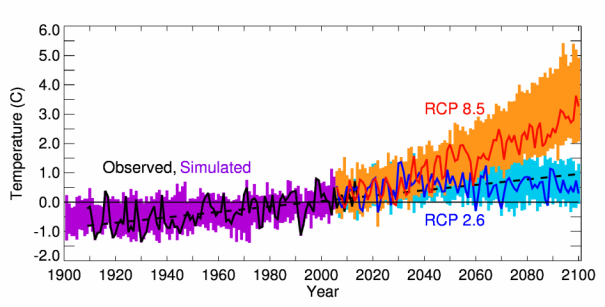 6.0
5.0
4.0
3.0
2.0
1.0
0.0
-1.0
-2.0
Temperature (C)
RCP 8.5
Observed, Simulated
RCP 2.6
1900 1920 1940 1960 1980 2000 2020 2040 2060 2080 2100
Year